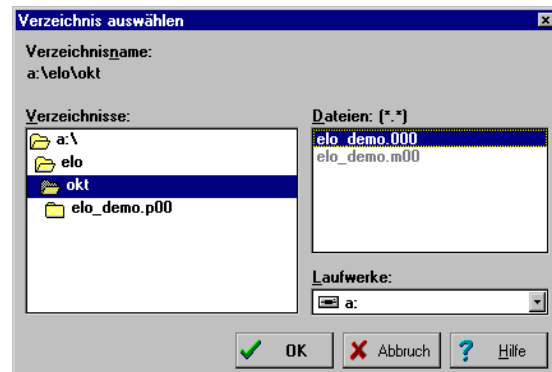 Verzeichnis auswählen
Verzeichnisname:
a:\elo\okt
Verzeichnisse:
a:\
elo
okt
elo_demo.p00
Dateien: (*.*)
elo_demo.000
elo_demo.m00
Laufwerke:
a:
OK
Abbruch
Hilfe